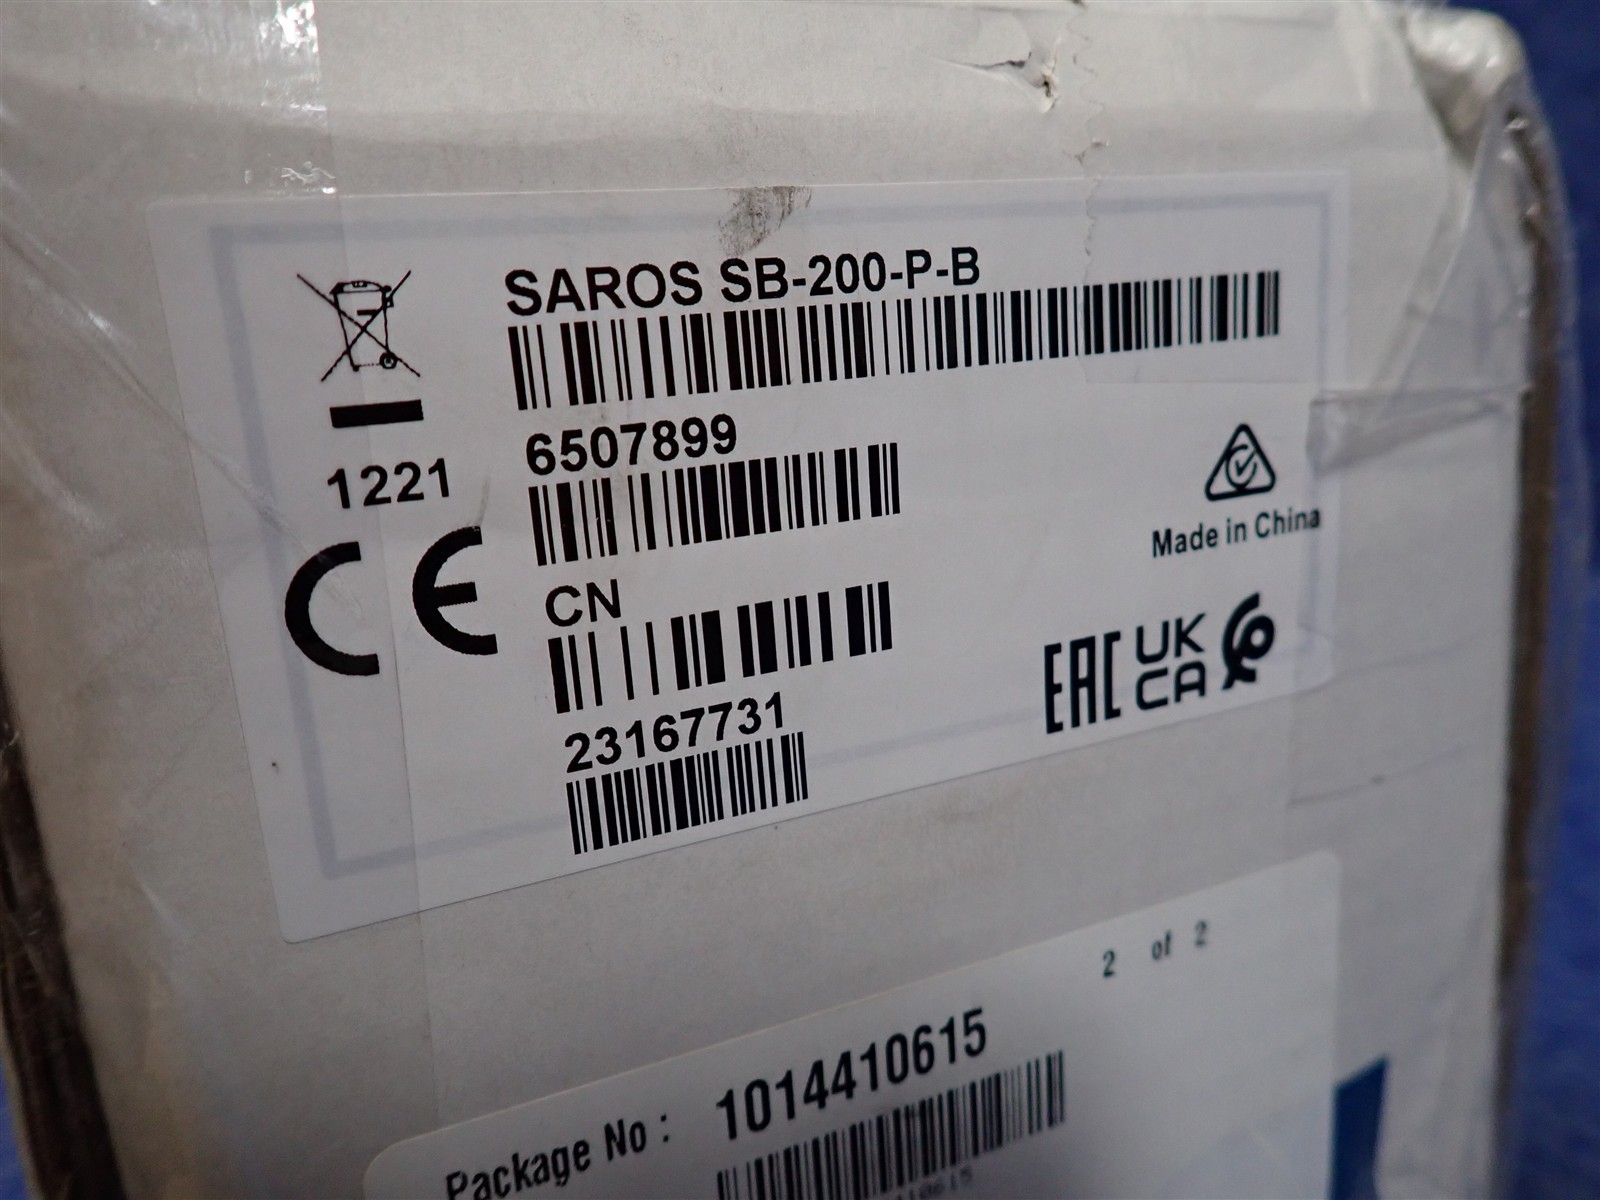 SAROS SB-200-P-B
6507899
1221
CE
CN
Made in China
EAC UK
CA
23167731
2 of 2
Package No : 1014410615